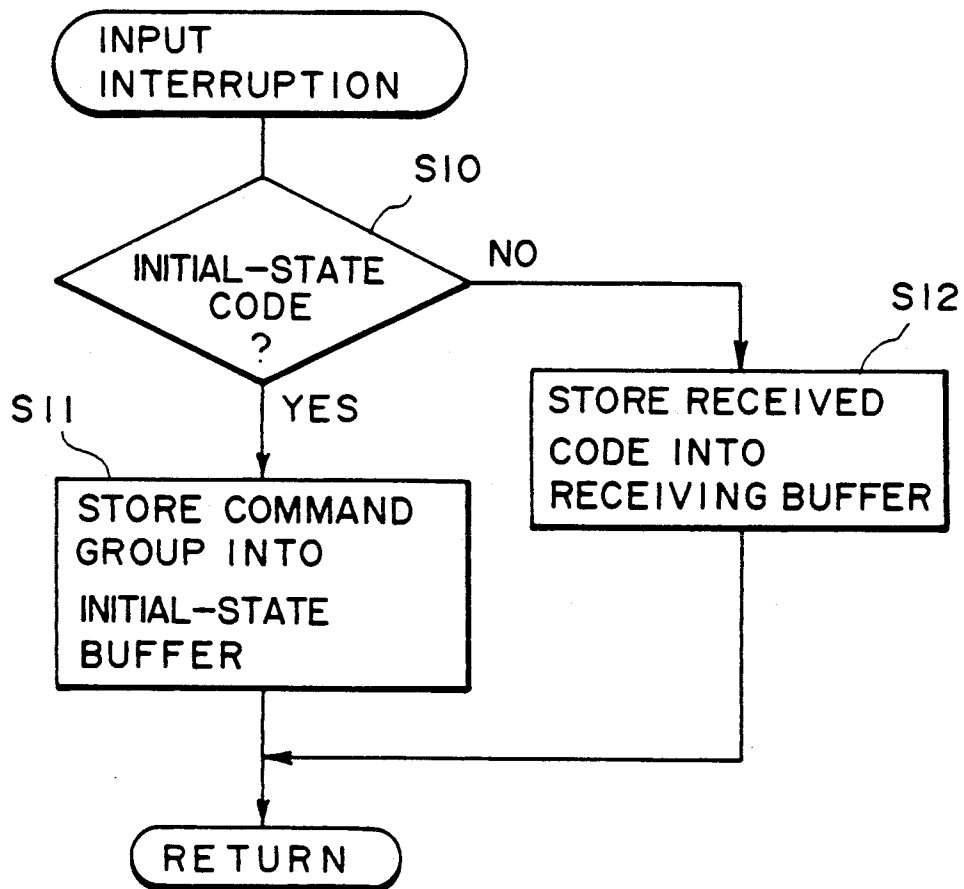 INPUT
INTERRUPTION
S10
INITIAL-STATE
CODE
?
NO
YES
S12
STORE RECEIVED
CODE INTO
RECEIVING BUFFER
S11
STORE COMMAND
GROUP INTO
INITIAL-STATE
BUFFER
RETURN